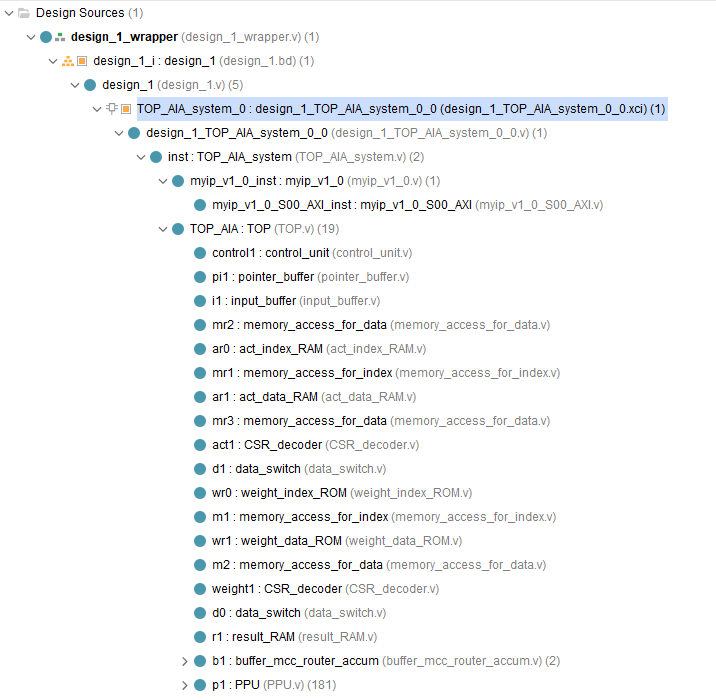 Design Sources (1)
design_1_wrapper (design_1_wrapper.v) (1)
design_1_i : design_1 (design_1.bd) (1)
design_1 (design_1.v) (5)
TOP_AIA_system_0 : design_1_TOP_AIA_system_0_0 (design_1_TOP_AIA_system_0_0.xci) (1)
design_1_TOP_AIA_system_0_0 (design_1_TOP_AIA_system_0_0.v) (1)
inst : TOP_AIA_system (TOP_AIA_system.v) (2)
myip_v1_0_inst : myip_v1_0 (myip_v1_0.v) (1)
myip_v1_0_S00_AXI_inst : myip_v1_0_S00_AXI (myip_v1_0_S00_AXI.v)
TOP_AIA : TOP (TOP.v) (19)
control1 : control_unit (control_unit.v)
pi1 : pointer_buffer (pointer_buffer.v)
i1 : input_buffer (input_buffer.v)
mr2 : memory_access_for_data (memory_access_for_data.v)
ar0 : act_index_RAM (act_index_RAM.v)
mr1 : memory_access_for_index (memory_access_for_index.v)
ar1 : act_data_RAM (act_data_RAM.v)
mr3 : memory_access_for_data (memory_access_for_data.v)
act1 : CSR_decoder (CSR_decoder.v)
d1 : data_switch (data_switch.v)
wr0 : weight_index_ROM (weight_index_ROM.v)
m1 : memory_access_for_index (memory_access_for_index.v)
wr1 : weight_data_ROM (weight_data_ROM.v)
m2 : memory_access_for_data (memory_access_for_data.v)
weight1 : CSR_decoder (CSR_decoder.v)
d0 : data_switch (data_switch.v)
r1 : result_RAM (result_RAM.v)
b1 : buffer_mcc_router_accum (buffer_mcc_router_accum.v) (2)
p1 : PPU (PPU.v) (181)